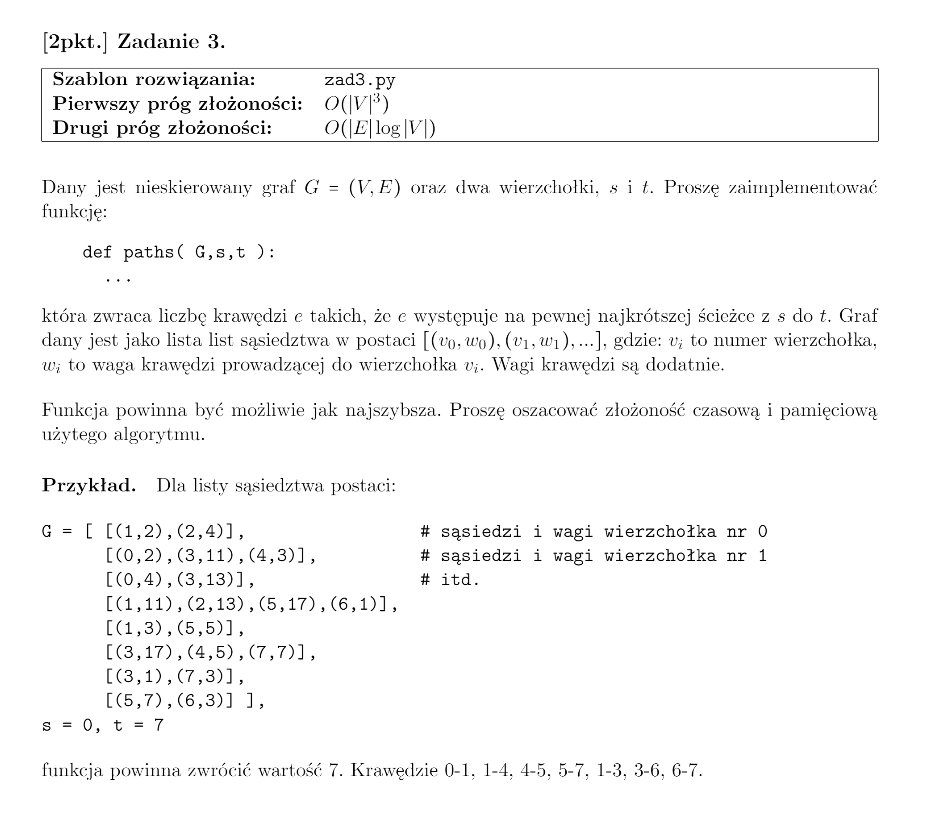 [2pkt.] Zadanie 3.
Szablon rozwiązania: zad3.py
Pierwszy próg złożoności: O(|V|³)
Drugi próg złożoności: O(|E| log |V|)
Dany jest nieskierowany graf G = (V, E) oraz dwa wierzchołki, s i t. Proszę zaimplementować
funkcję:
def paths( G,s,t ):
...
która zwraca liczbę krawędzi e takich, że e występuje na pewnej najkrótszej ścieżce z s do t. Graf
dany jest jako lista list sąsiedztwa w postaci [(v₀, w₀), (v₁, w₁), ...], gdzie: vᵢ to numer wierzchołka,
wᵢ to waga krawędzi prowadzącej do wierzchołka vᵢ. Wagi krawędzi są dodatnie.
Funkcja powinna być możliwie jak najszybsza. Proszę oszacować złożoność czasową i pamięciową
użytego algorytmu.
Przykład. Dla listy sąsiedztwa postaci:
G = [ [(1,2),(2,4)], # sąsiedzi i wagi wierzchołka nr 0
[(0,2),(3,11),(4,3)], # sąsiedzi i wagi wierzchołka nr 1
[(0,4),(3,13)], # itd.
[(1,11),(2,13),(5,17),(6,1)],
[(1,3),(5,5)],
[(3,17),(4,5),(7,7)],
[(3,1),(7,3)],
[(5,7),(6,3)] ],
s = 0, t = 7
funkcja powinna zwrócić wartość 7. Krawędzie 0-1, 1-4, 4-5, 5-7, 1-3, 3-6, 6-7.